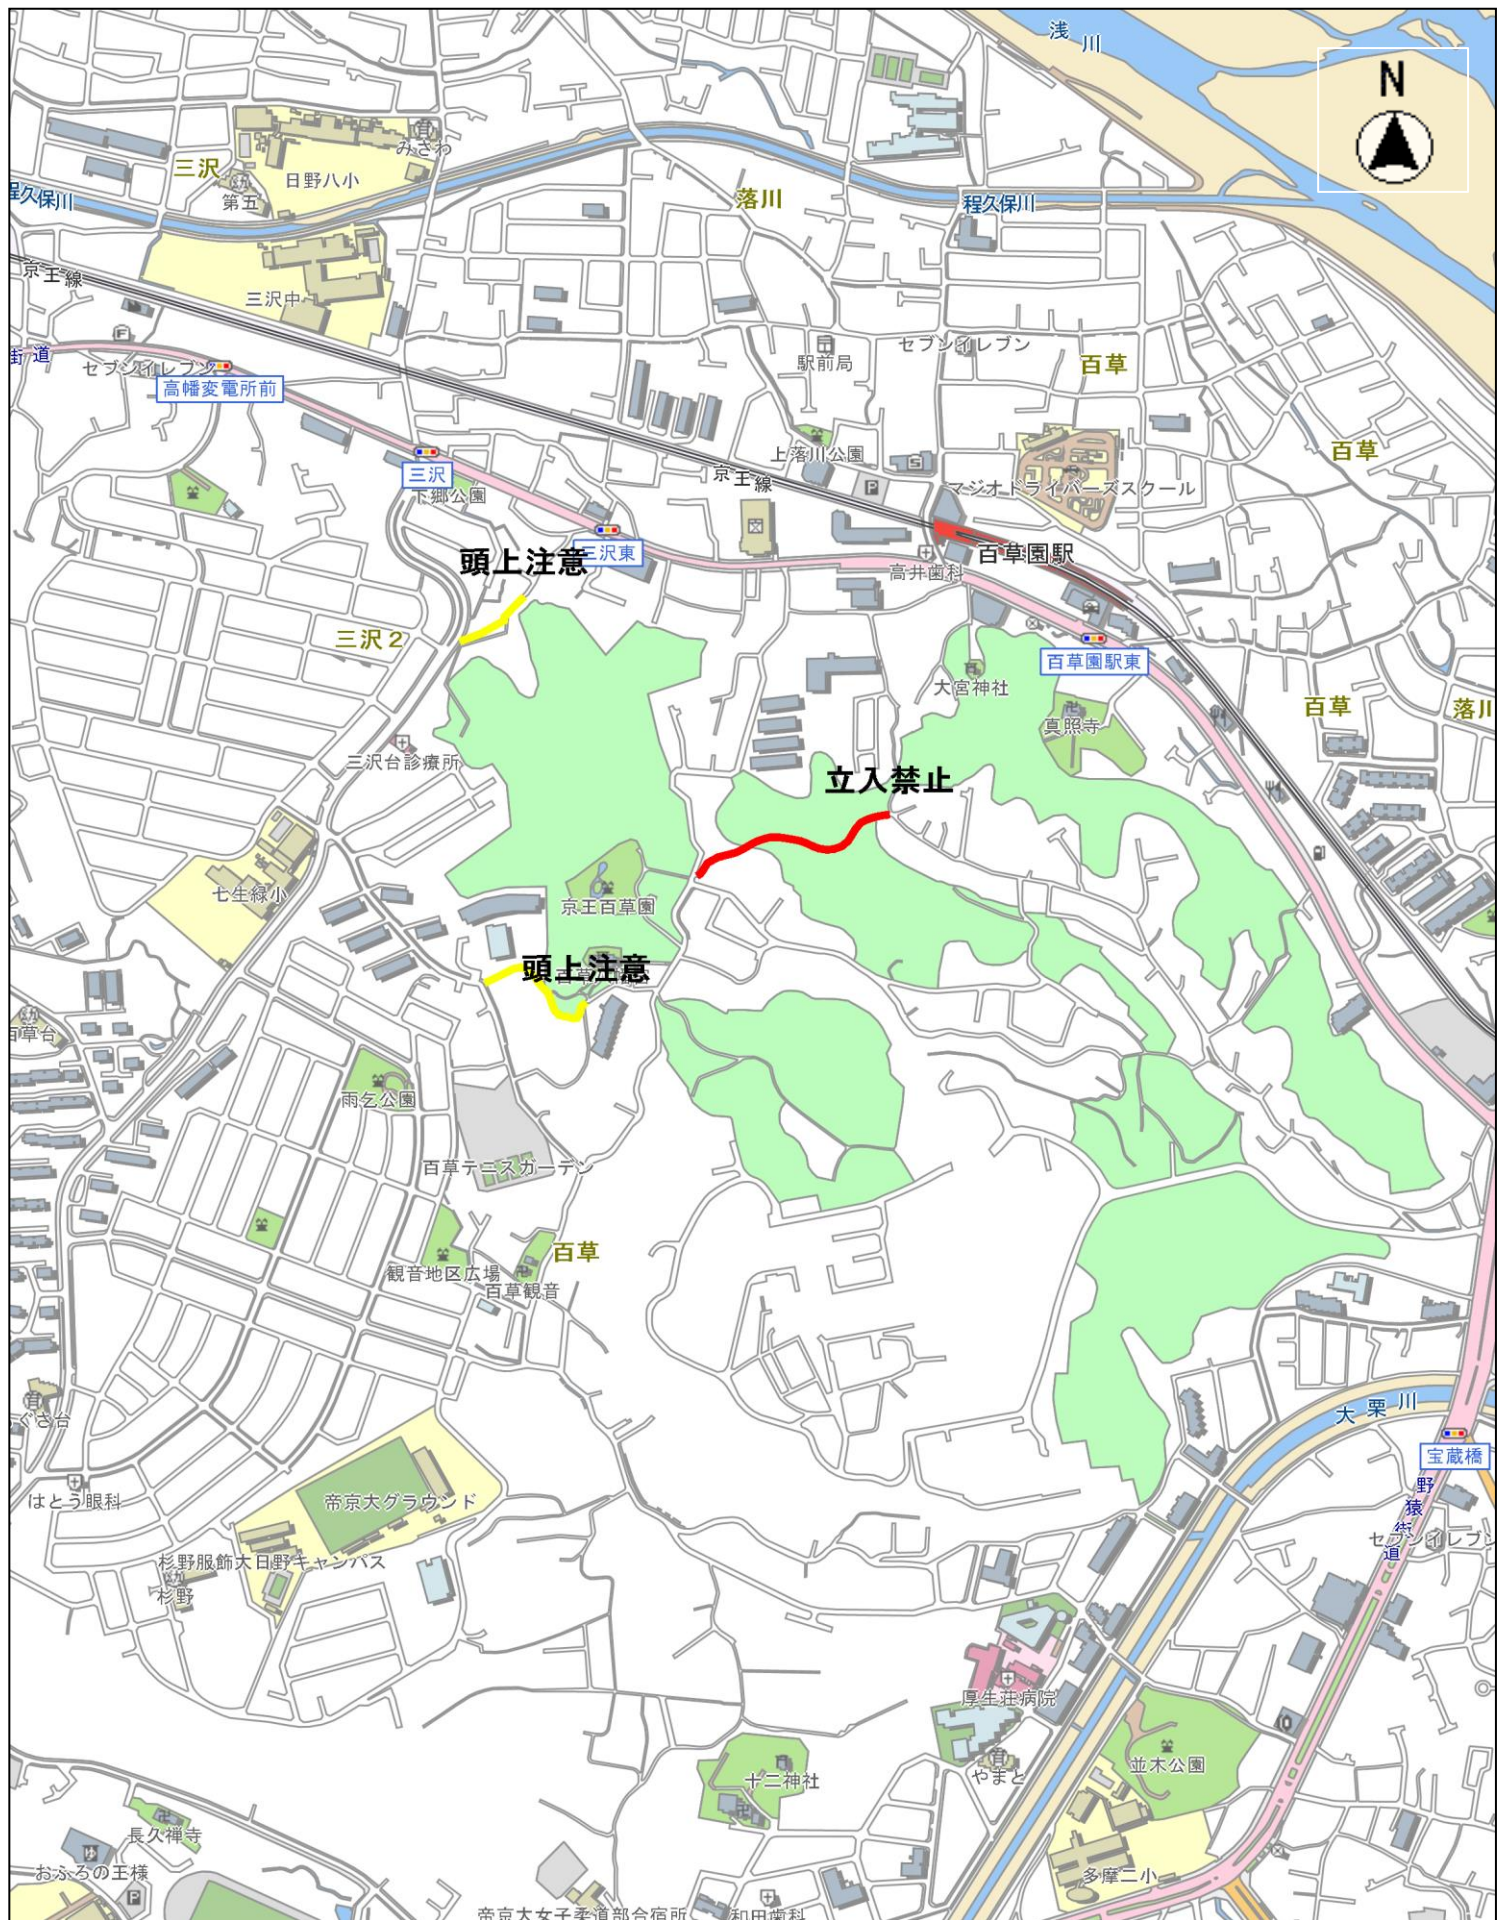 浅川
N
みさわ
三沢
日野八小
第五
程久保川
落川
程久保川
京王線
三沢中
街道
セブンイレブン
高幡変電所前
駅前局
セブンイレブン
百草
百草
三沢
下郷公園
上落川公園
京王線
マジオドライバーズスクール
三沢東
頭上注意
百草園駅
高井歯科
三沢2
百草園駅東
大宮神社
真照寺
百草
落川
三沢台診療所
立入禁止
七生緑小
京王百草園
頭上注意
百草台
雨乞公園
百草テニスガーデン
観音地区広場
百草
百草観音
ぐさ台
大栗川
宝蔵橋
野猿街道
セブンイレブン
はとう眼科
帝京大グラウンド
杉野服飾大日野キャンパス
杉野
厚生荘病院
十二神社
やまと
並木公園
長久禅寺
おふろの王様
多摩二小
帝京大女子柔道部合宿所
和田歯科